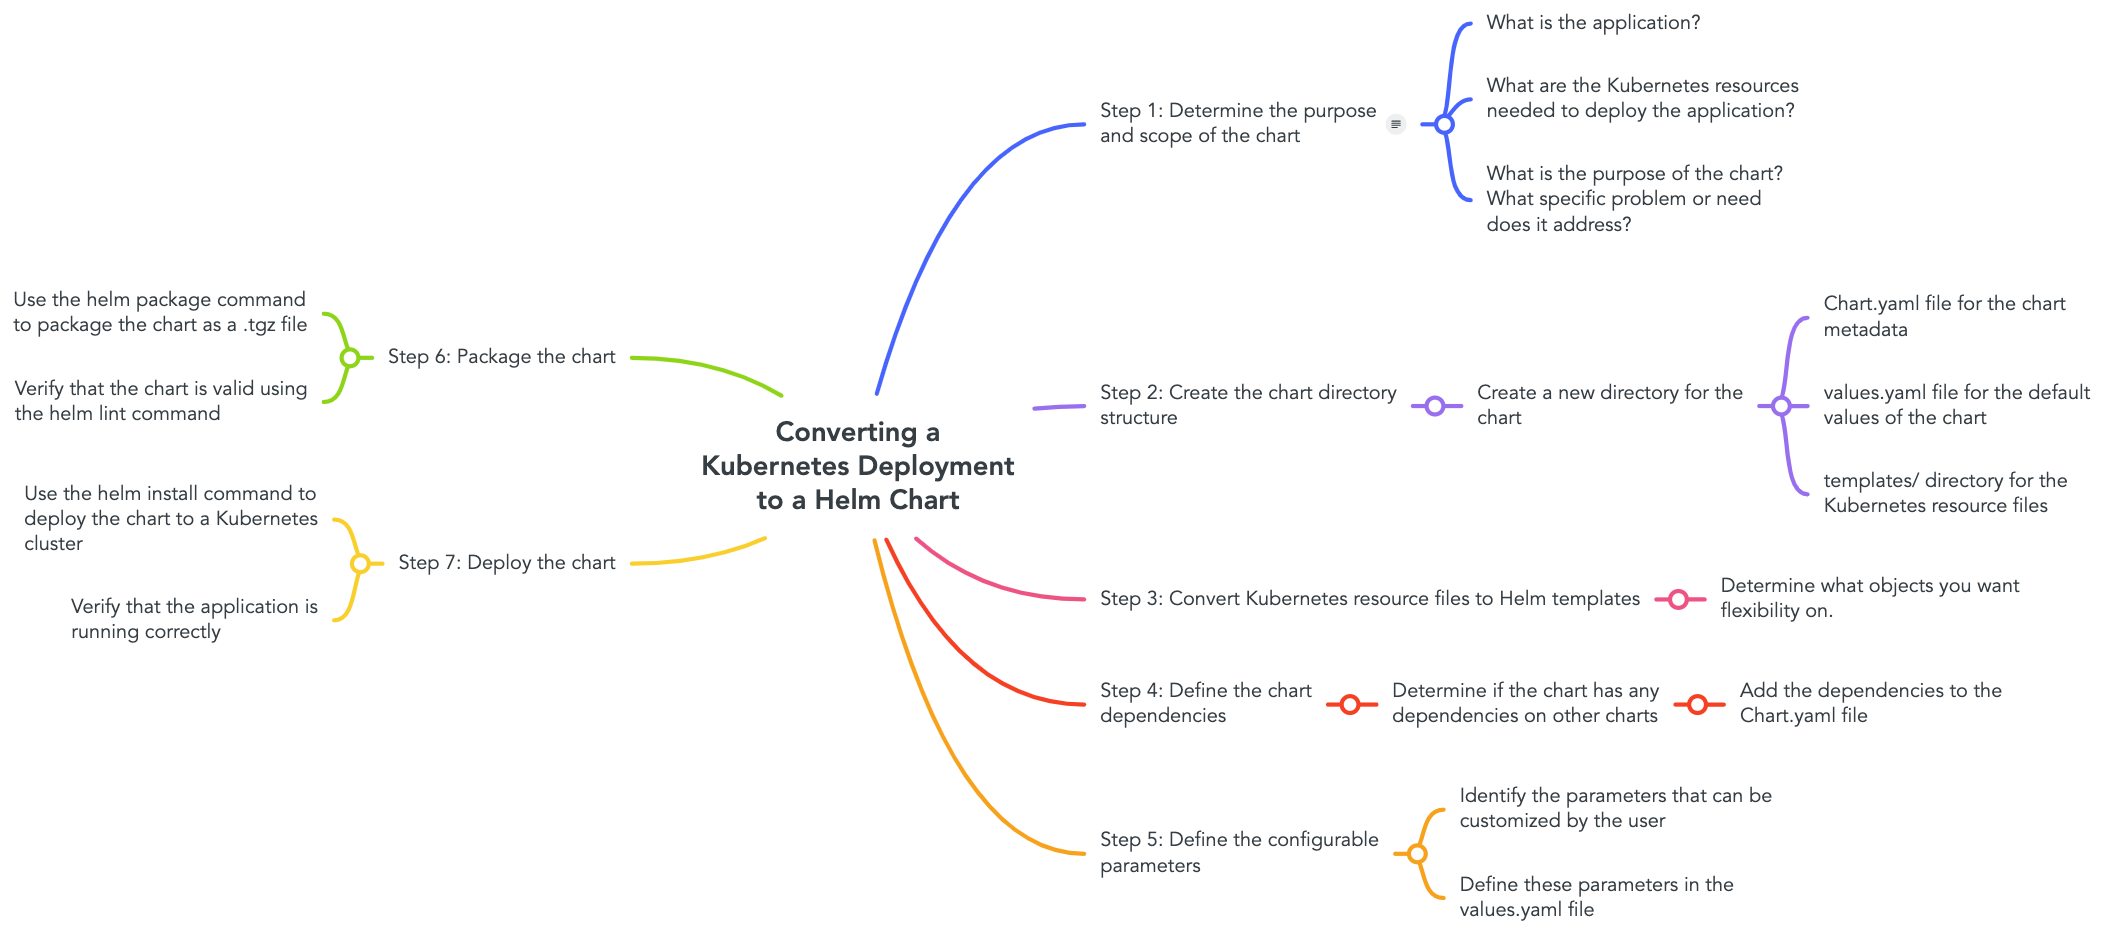 Converting a
Kubernetes Deployment
to a Helm Chart
Step 1: Determine the purpose
and scope of the chart
What is the application?
What are the Kubernetes resources
needed to deploy the application?
What is the purpose of the chart?
What specific problem or need
does it address?
Step 2: Create the chart directory
structure
Create a new directory for the
chart
Chart.yaml file for the chart
metadata
values.yaml file for the default
values of the chart
templates/ directory for the
Kubernetes resource files
Step 3: Convert Kubernetes resource files to Helm templates
Determine what objects you want
flexibility on.
Step 4: Define the chart
dependencies
Determine if the chart has any
dependencies on other charts
Add the dependencies to the
Chart.yaml file
Step 5: Define the configurable
parameters
Identify the parameters that can be
customized by the user
Define these parameters in the
values.yaml file
Step 6: Package the chart
Use the helm package command
to package the chart as a .tgz file
Verify that the chart is valid using
the helm lint command
Step 7: Deploy the chart
Use the helm install command to
deploy the chart to a Kubernetes
cluster
Verify that the application is
running correctly